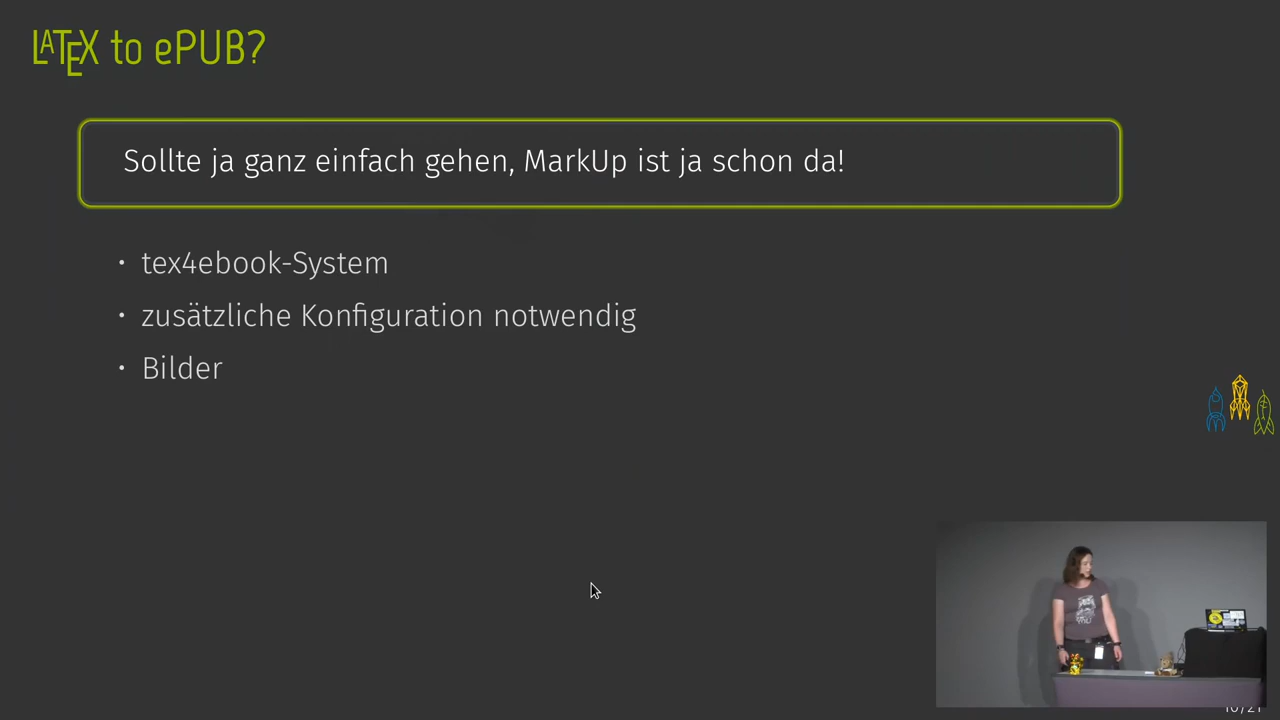 LATEX to ePUB?
Sollte ja ganz einfach gehen, MarkUp ist ja schon da!
• tex4ebook-System
• zusätzliche Konfiguration notwendig
• Bilder